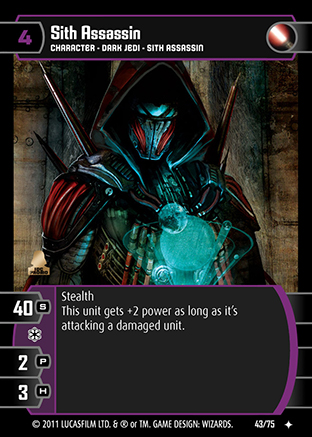 4
Sith Assassin
CHARACTER - DARK JEDI - SITH ASSASSIN
40 S
Stealth
This unit gets +2 power as long as it's
attacking a damaged unit.
2 P
3 H
© 2011 LUCASFILM LTD. & ® or TM. GAME DESIGN: WIZARDS.
43/75